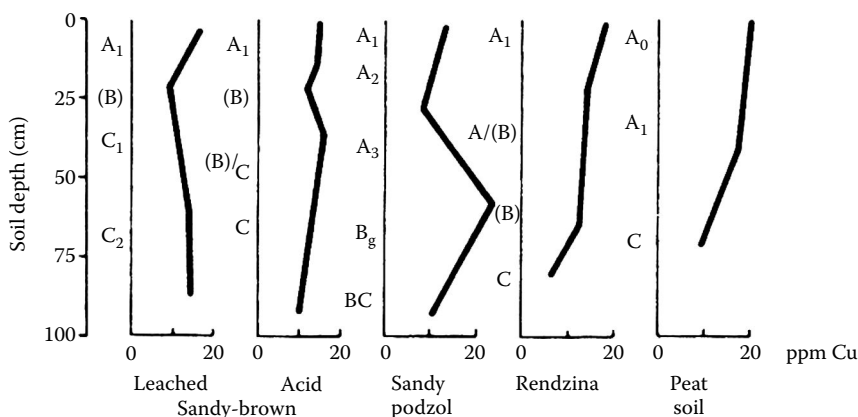 Soil depth (cm)
0
25
50
75
100
A1
(B)
C1
C2
0
20
Leached
A1
(B)
(B)/C
C
0
20
Acid
Sandy-brown
A1
A2
A3
Bg
BC
0
20
Sandy
podzol
A1
A/(B)
(B)
C
0
20
Rendzina
A0
A1
C
0
20
Peat
soil
ppm Cu